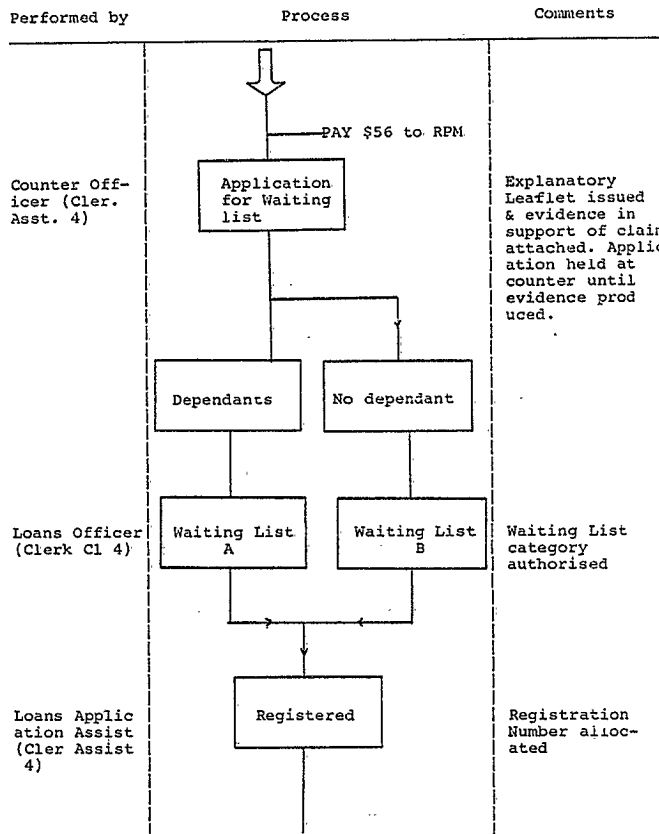 Performed by Process Comments
PAY $56 to RPM
Counter Off-
icer (Cler.
Asst. 4)
Application
for Waiting
list
Explanatory
Leaflet issued
& evidence in
support of claim
attached. Applic
ation held at
counter until
evidence prod
uced.
Dependants
No dependant
Loans Officer
(Clerk Cl 4)
Waiting List
A
Waiting List
B
Waiting List
category
authorised
Loans Applic
ation Assist
(Cler Assist
4)
Registered
Registration
Number alloc-
ated